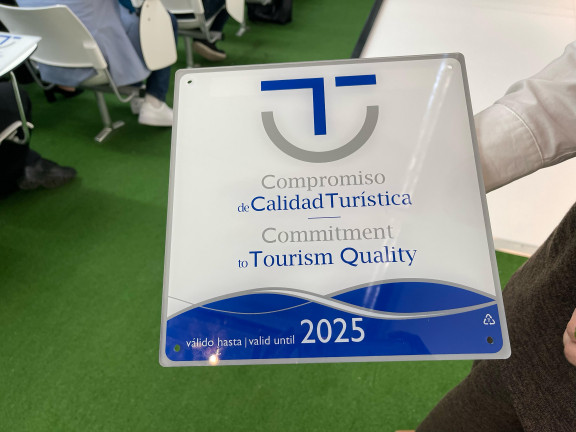 Compromiso
de Calidad Turística
Commitment
to Tourism Quality
válido hasta | valid until 2025